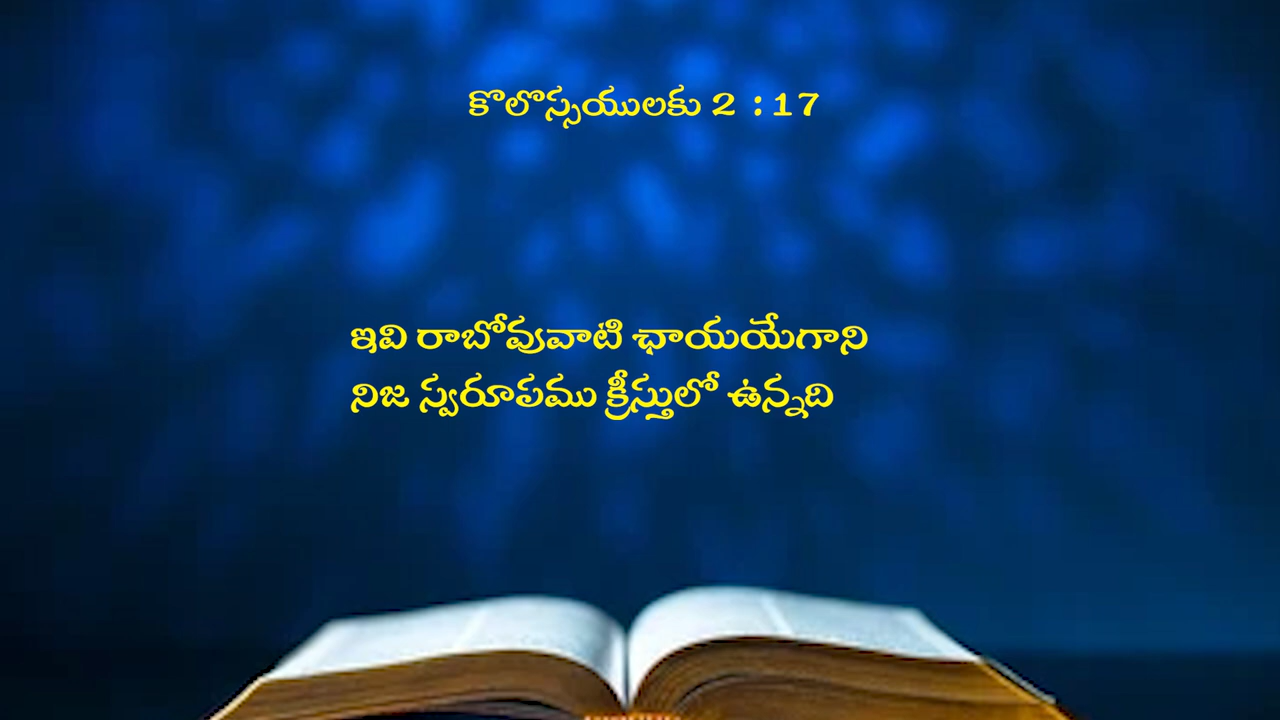 కొలొస్సయులకు 2 :17
ఇవి రాబోవువాటి ఛాయయేగాని
నిజ స్వరూపము క్రీస్తులో ఉన్నది